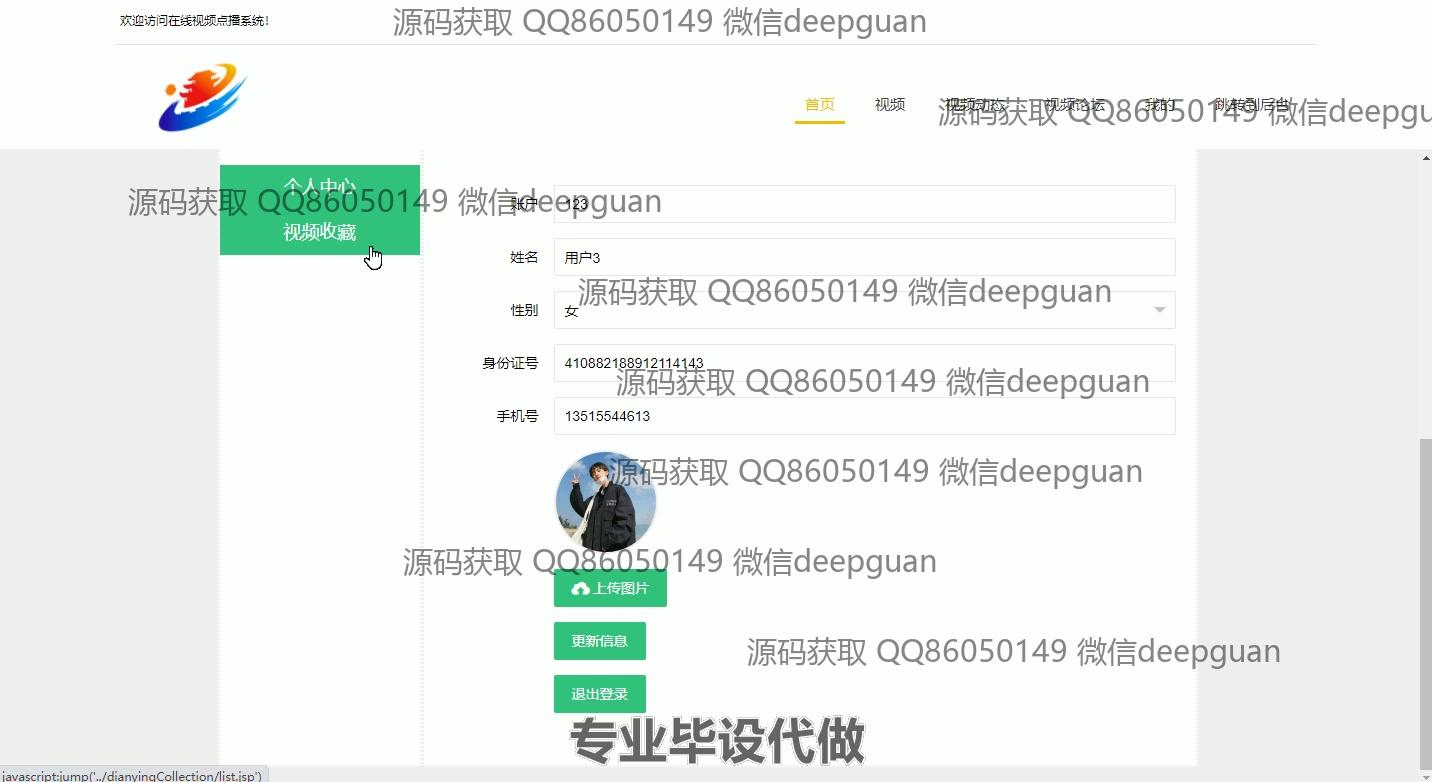 欢迎访问在线视频点播系统!
源码获取 QQ86050149 微信deepguan
首页
视频
视频动态
视频论坛
我的
跳转到后台
源码获取 QQ86050149 微信deepgu
个人中心
源码获取 QQ86050149 微信deepguan
账户
123
视频收藏
姓名
用户3
源码获取 QQ86050149 微信deepguan
性别
女
身份证号
410882188912114143
源码获取 QQ86050149 微信deepguan
手机号
13515544613
源码获取 QQ86050149 微信deepguan
源码获取 QQ86050149 微信deepguan
上传图片
更新信息
源码获取 QQ86050149 微信deepguan
退出登录
专业毕设代做
javascript:jump('../dianyingCollection/list.jsp')